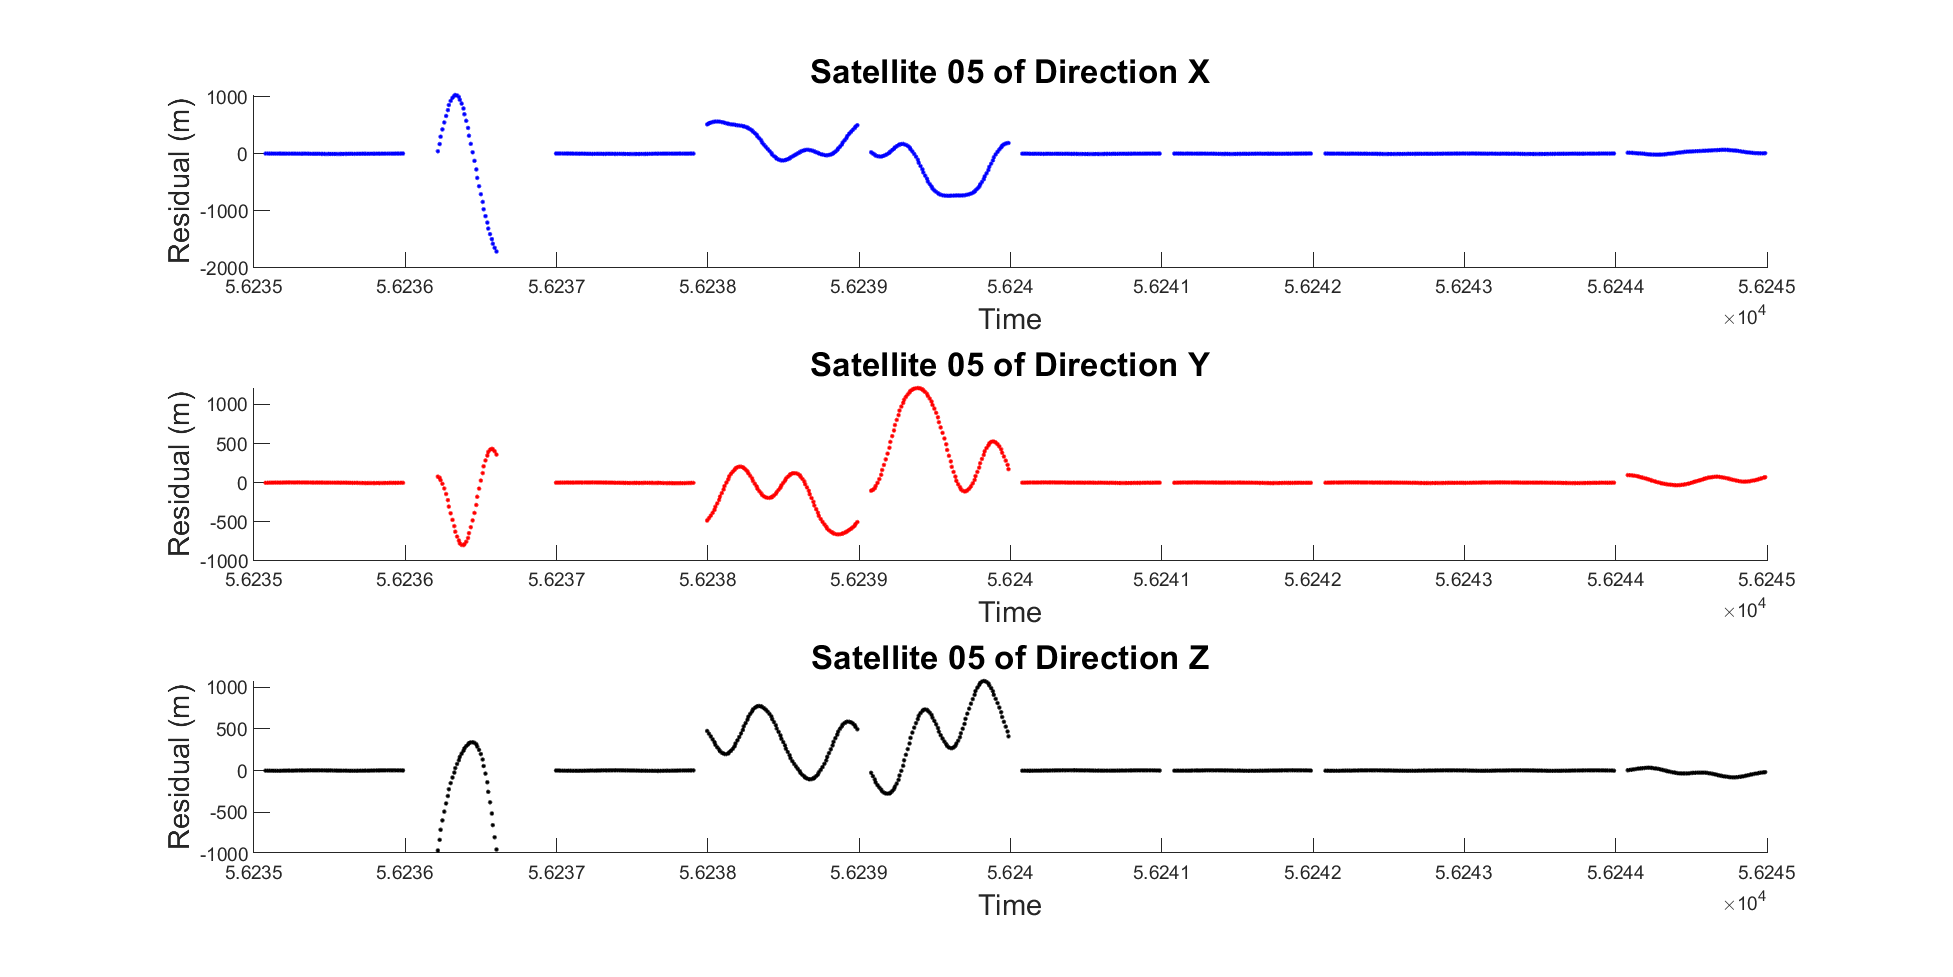 Satellite 05 of Direction X
Residual (m)
1000
0
-1000
-2000
5.6235 5.6236 5.6237 5.6238 5.6239 5.624 5.6241 5.6242 5.6243 5.6244 5.6245
Time
×10^4
Satellite 05 of Direction Y
Residual (m)
1000
500
0
-500
-1000
5.6235 5.6236 5.6237 5.6238 5.6239 5.624 5.6241 5.6242 5.6243 5.6244 5.6245
Time
×10^4
Satellite 05 of Direction Z
Residual (m)
1000
500
0
-500
-1000
5.6235 5.6236 5.6237 5.6238 5.6239 5.624 5.6241 5.6242 5.6243 5.6244 5.6245
Time
×10^4